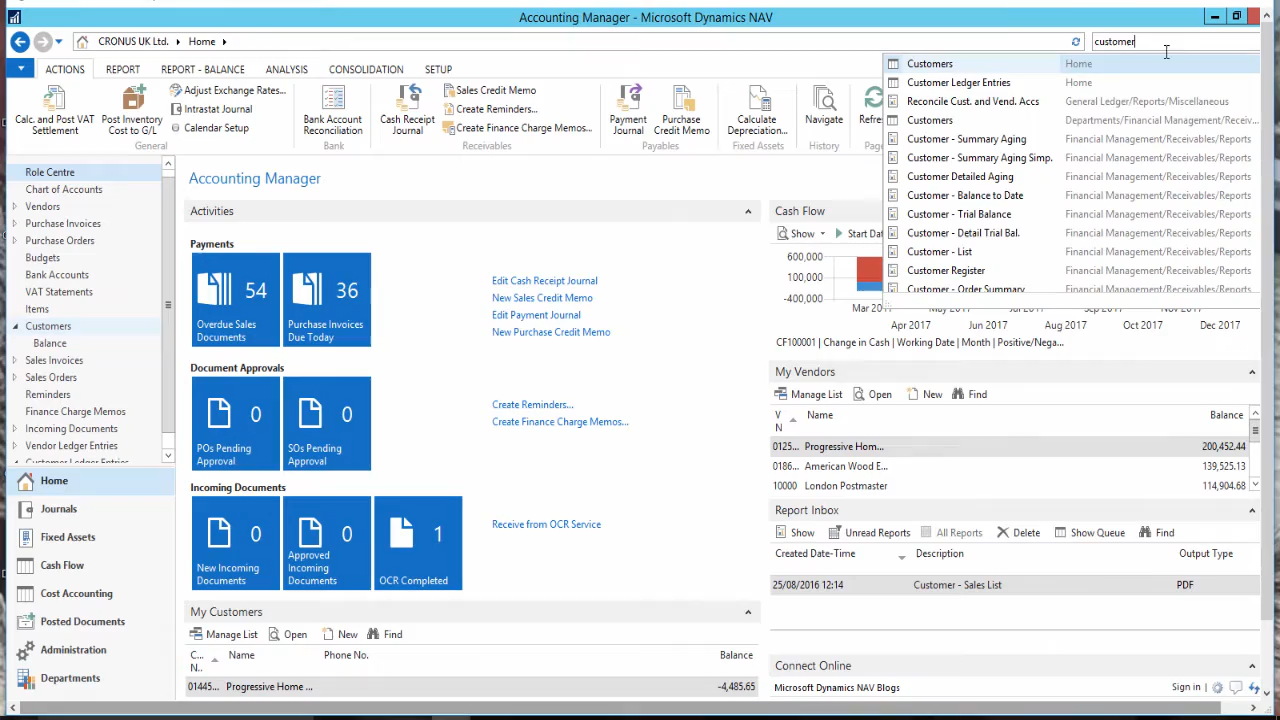 Accounting Manager - Microsoft Dynamics NAV
CRONUS UK Ltd. Home
customer
ACTIONS REPORT REPORT - BALANCE ANALYSIS CONSOLIDATION SETUP
Calc. and Post VAT Settlement
Post Inventory Cost to G/L
Adjust Exchange Rates...
Intrastat Journal
Calendar Setup
General
Bank Account Reconciliation
Bank
Cash Receipt Journal
Sales Credit Memo
Create Reminders...
Create Finance Charge Memos...
Receivables
Payment Journal
Purchase Credit Memo
Payables
Calculate Depreciation...
Fixed Assets
Navigate
History
Customers Home
Customer Ledger Entries Home
Reconcile Cust. and Vend. Accs General Ledger/Reports/Miscellaneous
Customers Departments/Financial Management/Receiv...
Customer - Summary Aging Financial Management/Receivables/Reports
Customer - Summary Aging Simp. Financial Management/Receivables/Reports
Customer Detailed Aging Financial Management/Receivables/Reports
Customer - Balance to Date Financial Management/Receivables/Reports
Customer - Trial Balance Financial Management/Receivables/Reports
Customer - Detail Trial Bal. Financial Management/Receivables/Reports
Customer - List Financial Management/Receivables/Reports
Customer Register Financial Management/Receivables/Reports
Customer - Order Summary Financial Management/Receivables/Reports
Role Centre
Chart of Accounts
Vendors
Purchase Invoices
Purchase Orders
Budgets
Bank Accounts
VAT Statements
Items
Customers
Balance
Sales Invoices
Sales Orders
Reminders
Finance Charge Memos
Incoming Documents
Vendor Ledger Entries
Customer Ledger Entries
Home
Journals
Fixed Assets
Cash Flow
Cost Accounting
Posted Documents
Administration
Departments
Accounting Manager
Activities
Payments
54
Overdue Sales Documents
36
Purchase Invoices Due Today
Edit Cash Receipt Journal
New Sales Credit Memo
Edit Payment Journal
New Purchase Credit Memo
Document Approvals
0
POs Pending Approval
0
SOs Pending Approval
Create Reminders...
Create Finance Charge Memos...
Incoming Documents
0
New Incoming Documents
0
Approved Incoming Documents
1
OCR Completed
Receive from OCR Service
My Customers
Manage List Open New Find
C... N.. Name Phone No. Balance
01445... Progressive Home ... -4,485.65
Cash Flow
Show
600,000
100,000
-400,000
Apr 2017 Jun 2017 Aug 2017 Oct 2017 Dec 2017
CF100001 | Change in Cash | Working Date | Month | Positive/Nega...
My Vendors
Manage List Open New Find
V N Name Balance
0125... Progressive Hom... 200,452.44
0186... American Wood E... 139,525.13
10000 London Postmaster 114,904.68
Report Inbox
Show Unread Reports All Reports Delete Show Queue Find
Created Date-Time Description Output Type
25/08/2016 12:14 Customer - Sales List PDF
Connect Online
Microsoft Dynamics NAV Blogs
Sign in